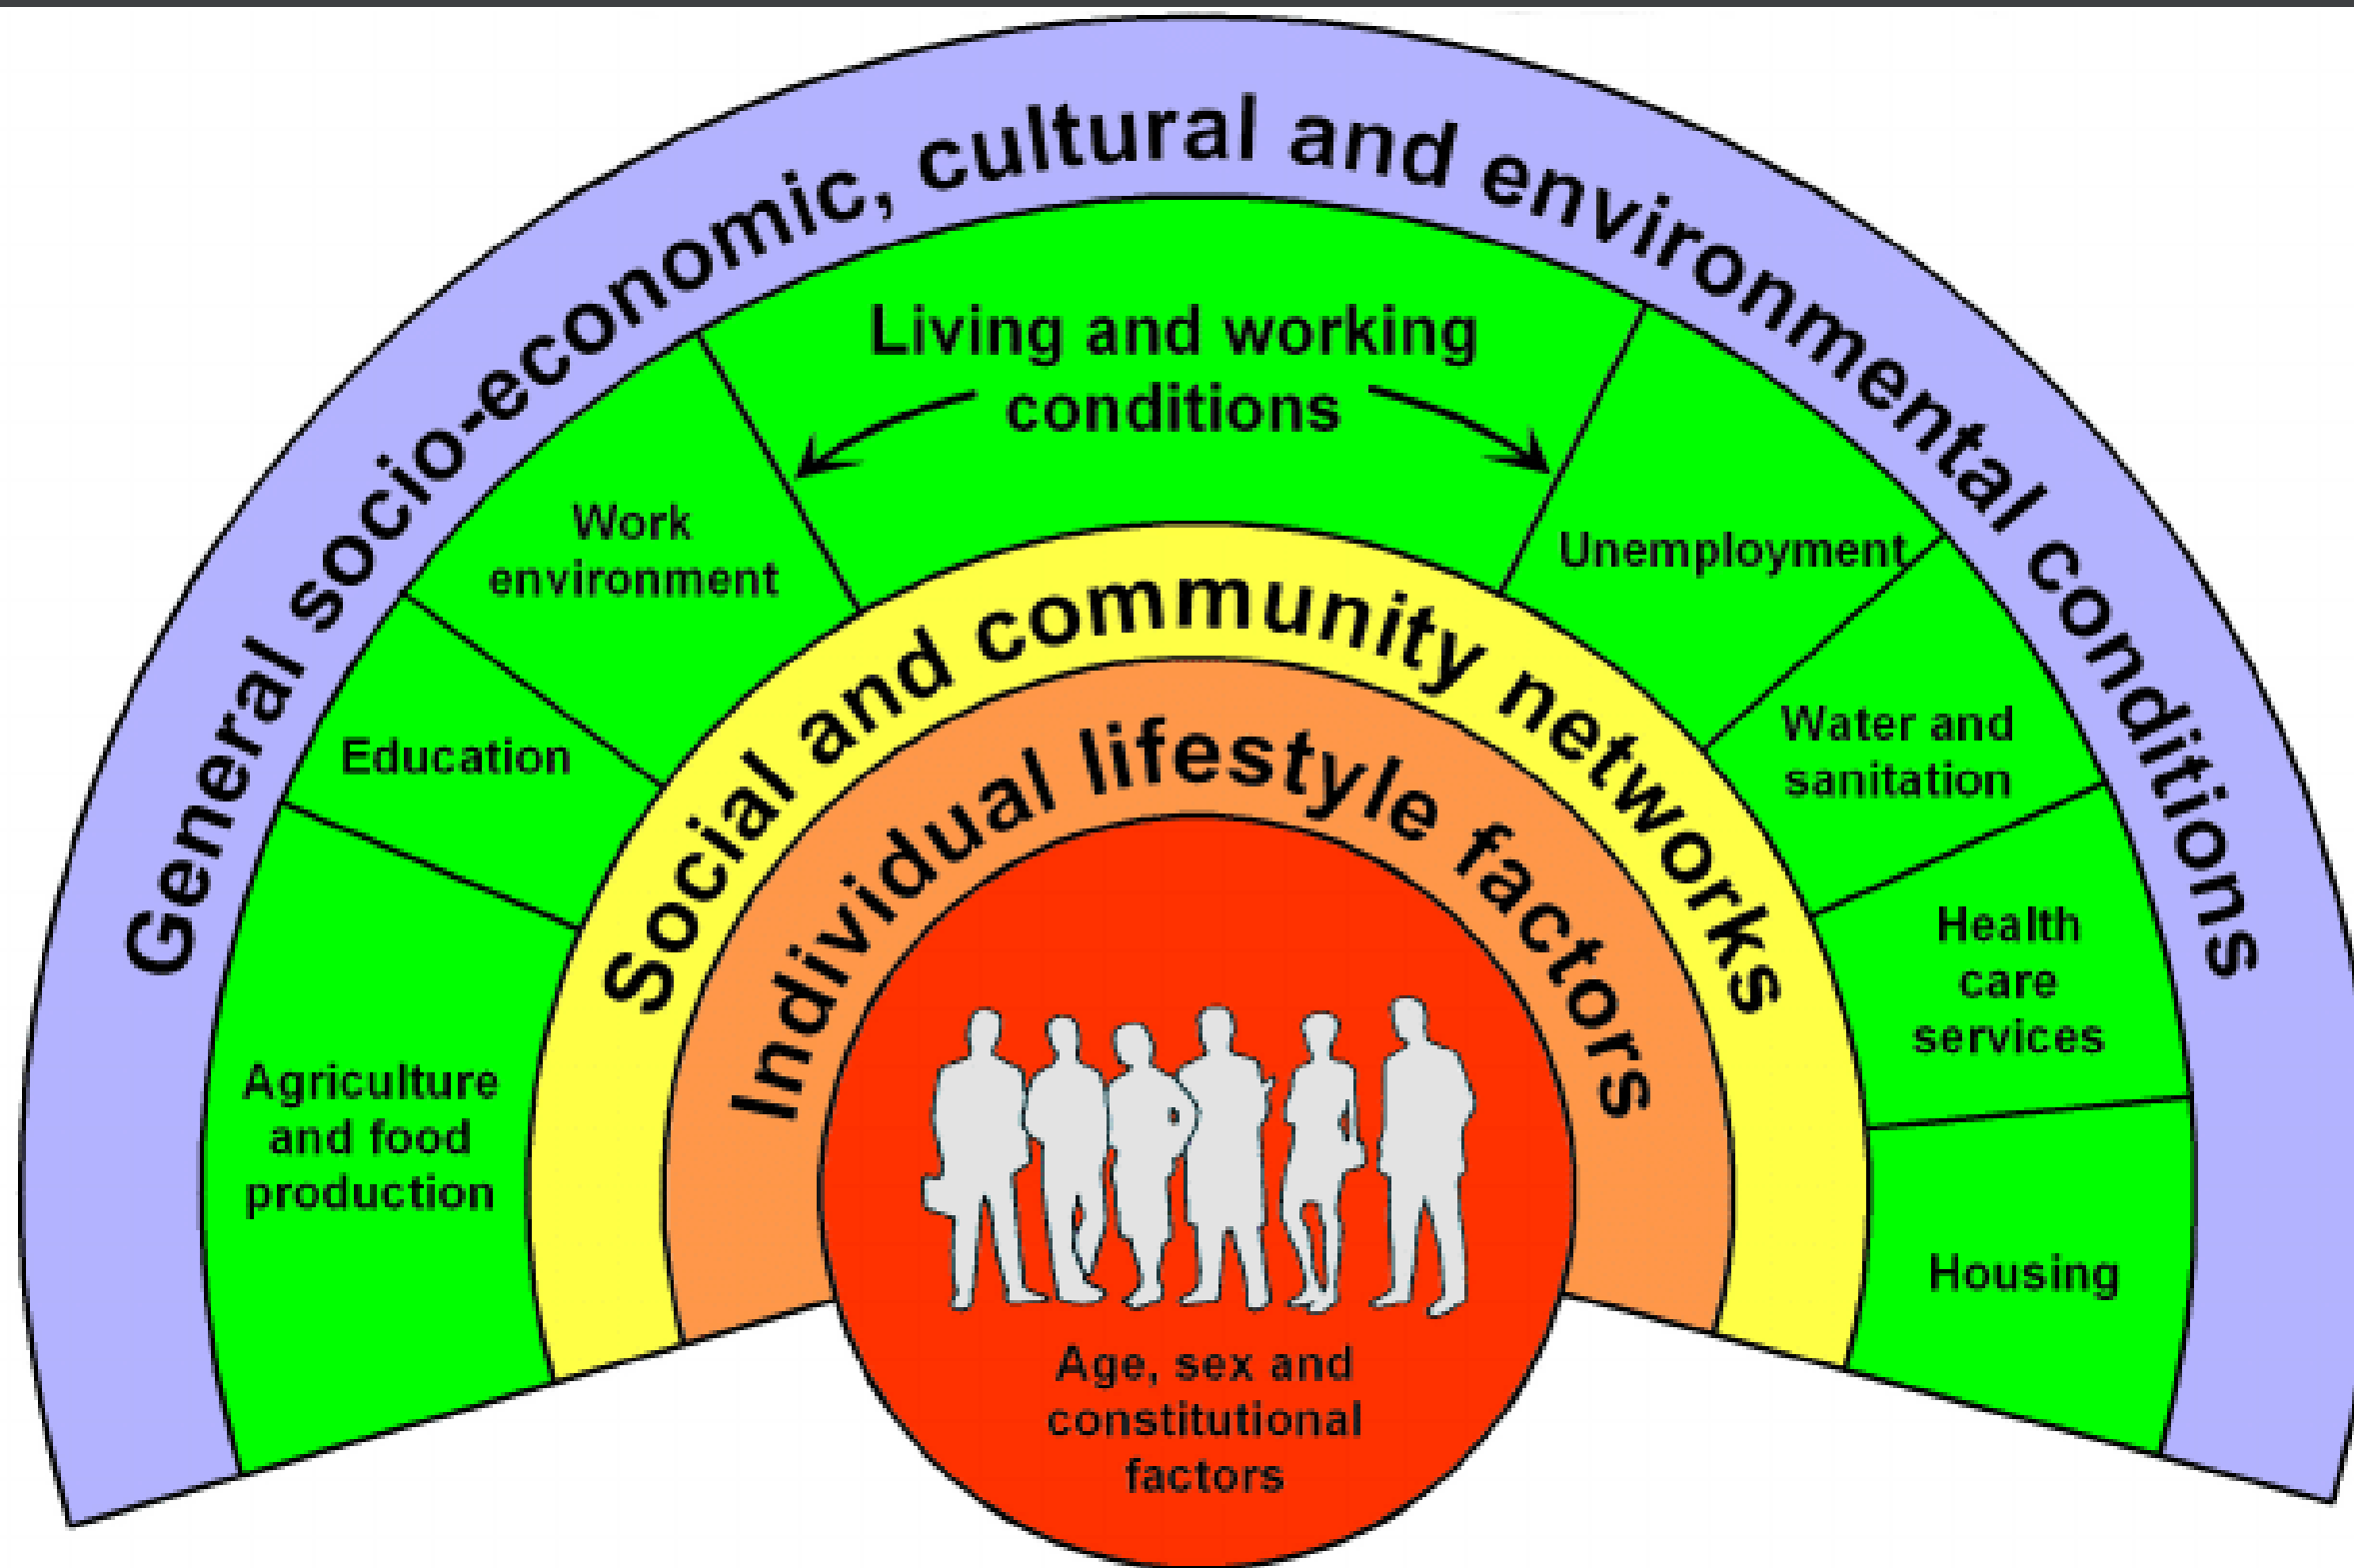 General socio-economic, cultural and environmental conditions
Living and working
conditions
Work
environment
Unemployment
Education
Water and
sanitation
Agriculture
and food
production
Health
care
services
Housing
Social and community networks
Individual lifestyle factors
Age, sex and
constitutional
factors